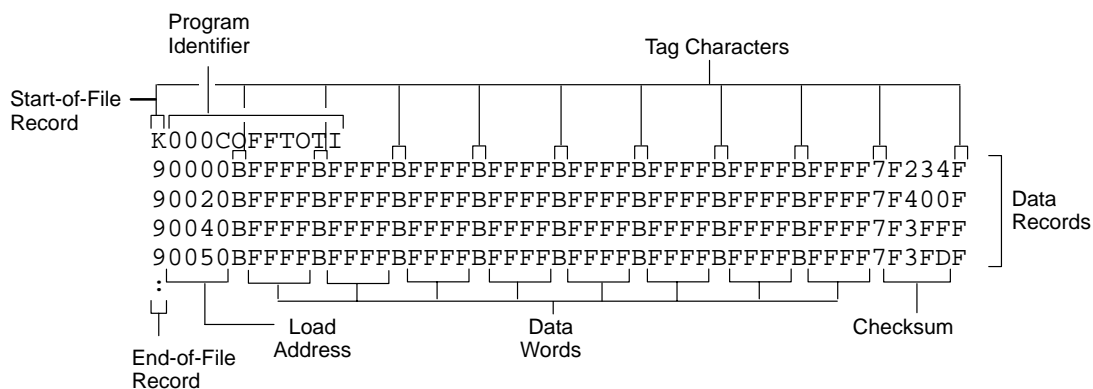 Program
Identifier
Tag Characters
Start-of-File
Record
K000COFFTOTI
90000BFFFFBFFFFBFFFFBFFFFBFFFFBFFFFBFFFFBFFFF7F234F
90020BFFFFBFFFFBFFFFBFFFFBFFFFBFFFFBFFFFBFFFF7F400F
90040BFFFFBFFFFBFFFFBFFFFBFFFFBFFFFBFFFFBFFFF7F3FFF
90050BFFFFBFFFFBFFFFBFFFFBFFFFBFFFFBFFFFBFFFF7F3FDF
:
Data
Records
Load
Address
Data
Words
Checksum
End-of-File
Record